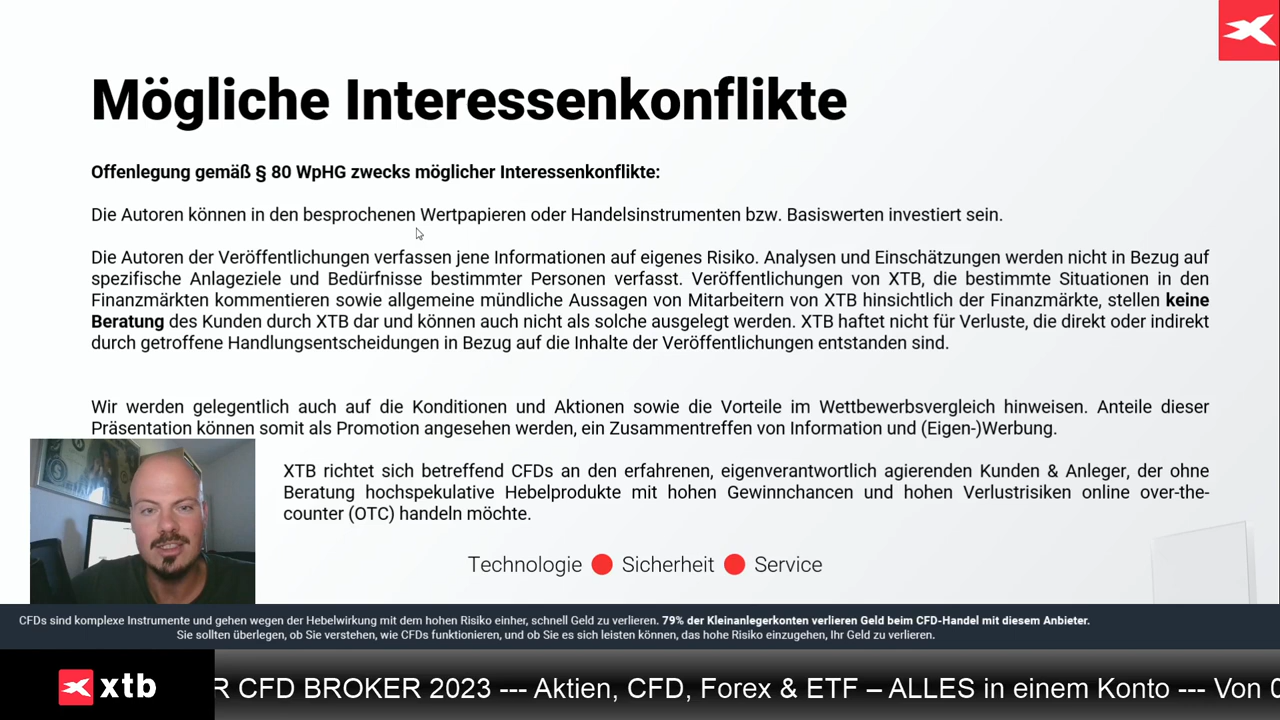 Mögliche Interessenkonflikte
Offenlegung gemäß § 80 WpHG zwecks möglicher Interessenkonflikte:
Die Autoren können in den besprochenen Wertpapieren oder Handelsinstrumenten bzw. Basiswerten investiert sein.
Die Autoren der Veröffentlichungen verfassen jene Informationen auf eigenes Risiko. Analysen und Einschätzungen werden nicht in Bezug auf
spezifische Anlageziele und Bedürfnisse bestimmter Personen verfasst. Veröffentlichungen von XTB, die bestimmte Situationen in den
Finanzmärkten kommentieren sowie allgemeine mündliche Aussagen von Mitarbeitern von XTB hinsichtlich der Finanzmärkte, stellen keine
Beratung des Kunden durch XTB dar und können auch nicht als solche ausgelegt werden. XTB haftet nicht für Verluste, die direkt oder indirekt
durch getroffene Handlungsentscheidungen in Bezug auf die Inhalte der Veröffentlichungen entstanden sind.
Wir werden gelegentlich auch auf die Konditionen und Aktionen sowie die Vorteile im Wettbewerbsvergleich hinweisen. Anteile dieser
Präsentation können somit als Promotion angesehen werden, ein Zusammentreffen von Information und (Eigen-)Werbung.
XTB richtet sich betreffend CFDs an den erfahrenen, eigenverantwortlich agierenden Kunden & Anleger, der ohne
Beratung hochspekulative Hebelprodukte mit hohen Gewinnchancen und hohen Verlustrisiken online over-the-
counter (OTC) handeln möchte.
Technologie Sicherheit Service
CFDs sind komplexe Instrumente und gehen wegen der Hebelwirkung mit dem hohen Risiko einher, schnell Geld zu verlieren. 79% der Kleinanlegerkonten verlieren Geld beim CFD-Handel mit diesem Anbieter.
Sie sollten überlegen, ob Sie verstehen, wie CFDs funktionieren, und ob Sie es sich leisten können, das hohe Risiko einzugehen, Ihr Geld zu verlieren.
xtb R CFD BROKER 2023 --- Aktien, CFD, Forex & ETF – ALLES in einem Konto --- Von 0